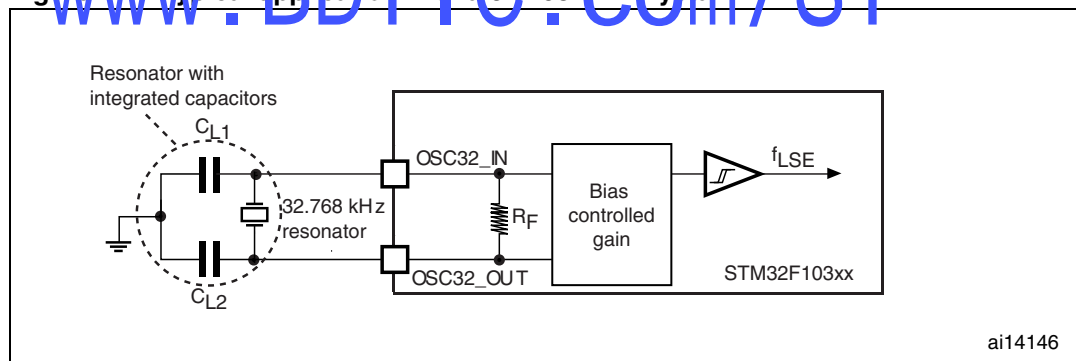 www.BDTIC.com/ST
Resonator with
integrated capacitors
CL1
OSC32_IN
fLSE
Bias
controlled
gain
32.768 kHz
resonator
RF
STM32F103xx
OSC32_OUT
CL2
ai14146